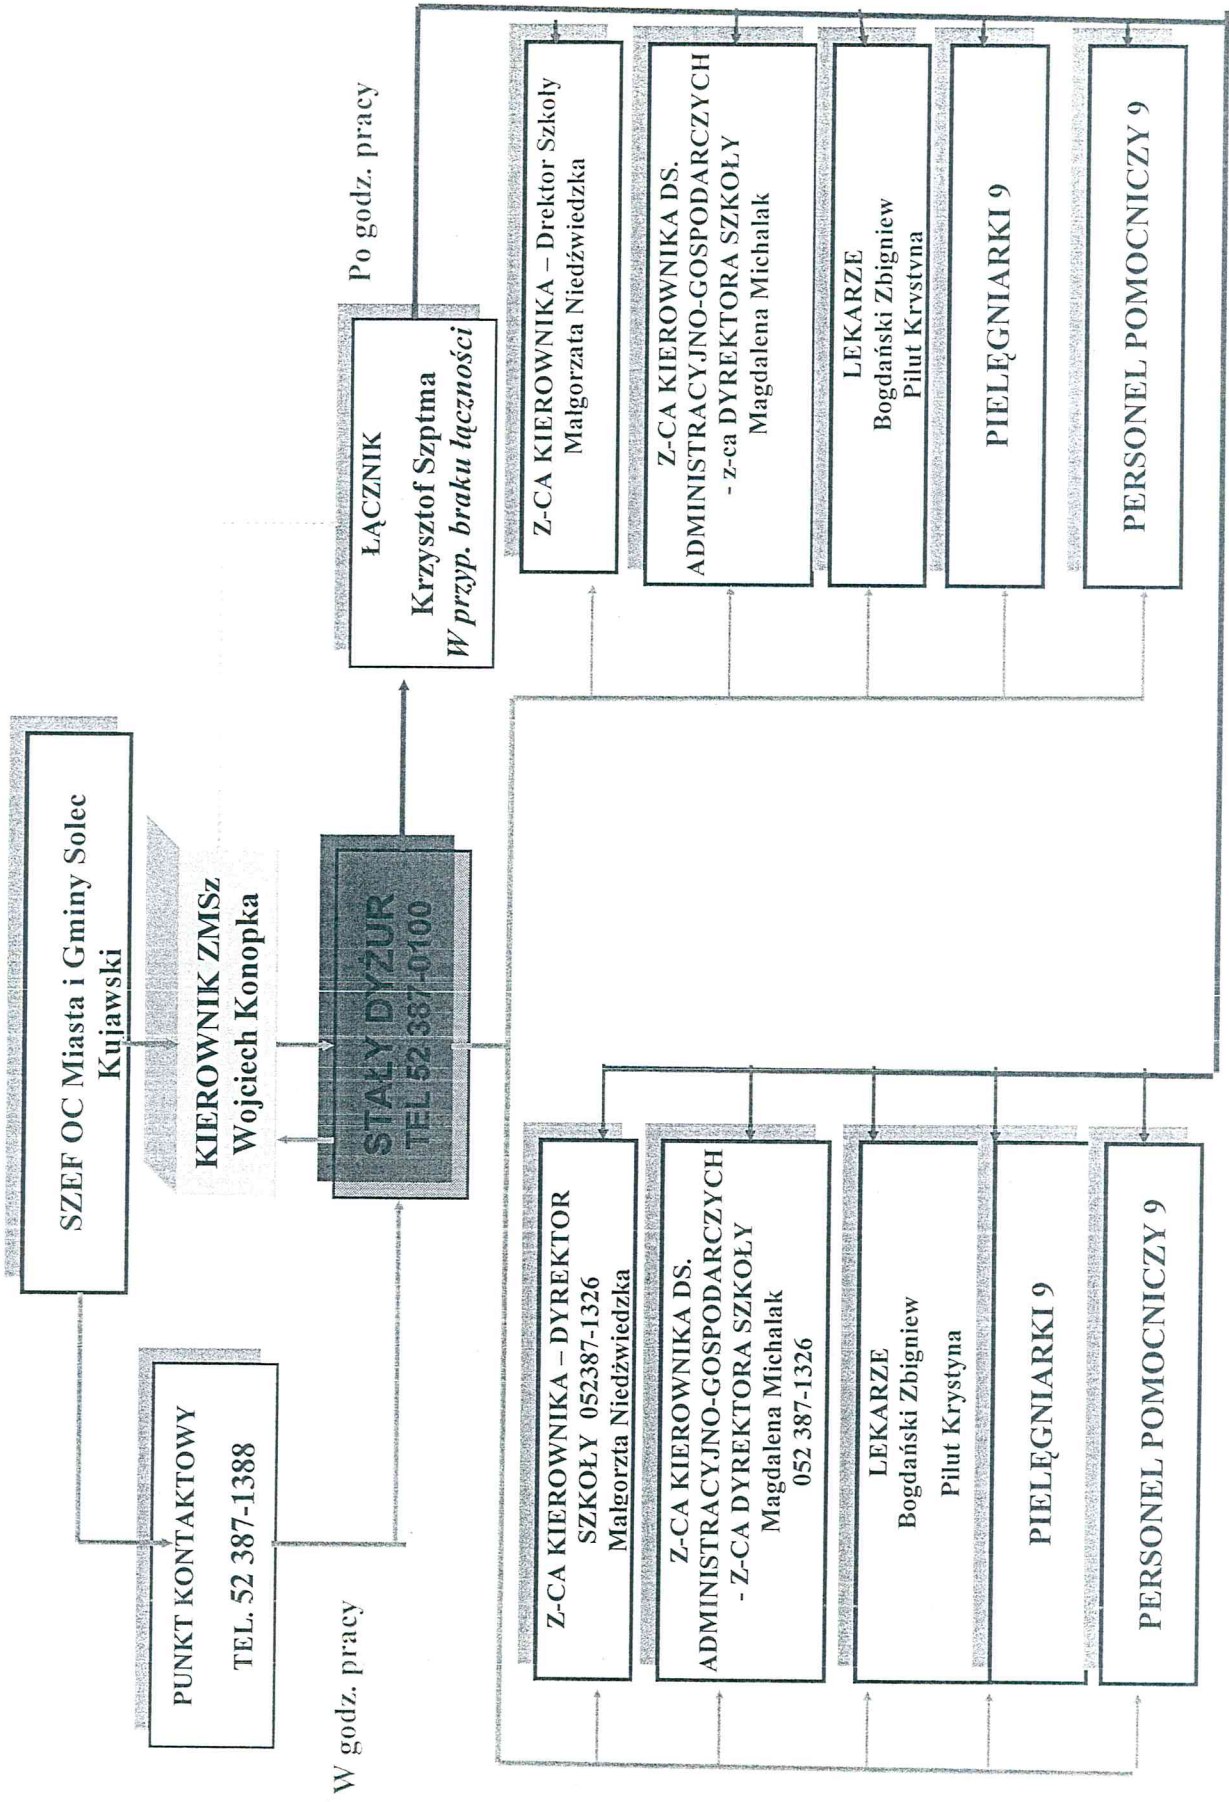 SZEF OC Miasta i Gminy Solec
Kujawski
PUNKT KONTAKTOWY
TEL. 52 387-1388
KIEROWNIK ZMSz
Wojciech Konopka
STAŁY DYŻUR
TEL 52 387-0100
ŁĄCZNIK
Krzysztof Szptma
W przyp. braku łączności
W godz. pracy
Po godz. pracy
Z-CA KIEROWNIKA – DYREKTOR
SZKOŁY 052387-1326
Małgorzta Niedźwiedzka
Z-CA KIEROWNIKA DS.
ADMINISTRACYJNO-GOSPODARCZYCH
- Z-CA DYREKTORA SZKOŁY
Magdalena Michalak
052 387-1326
LEKARZE
Bogdański Zbigniew
Pilut Krystyna
PIELĘGNIARKI 9
PERSONEL POMOCNICZY 9
Z-CA KIEROWNIKA – Drektor Szkoły
Małgorzata Niedźwiedzka
Z-CA KIEROWNIKA DS.
ADMINISTRACYJNO-GOSPODARCZYCH
- z-ca DYREKTORA SZKOŁY
Magdalena Michalak
LEKARZE
Bogdański Zbigniew
Pilut Krystyna
PIELĘGNIARKI 9
PERSONEL POMOCNICZY 9